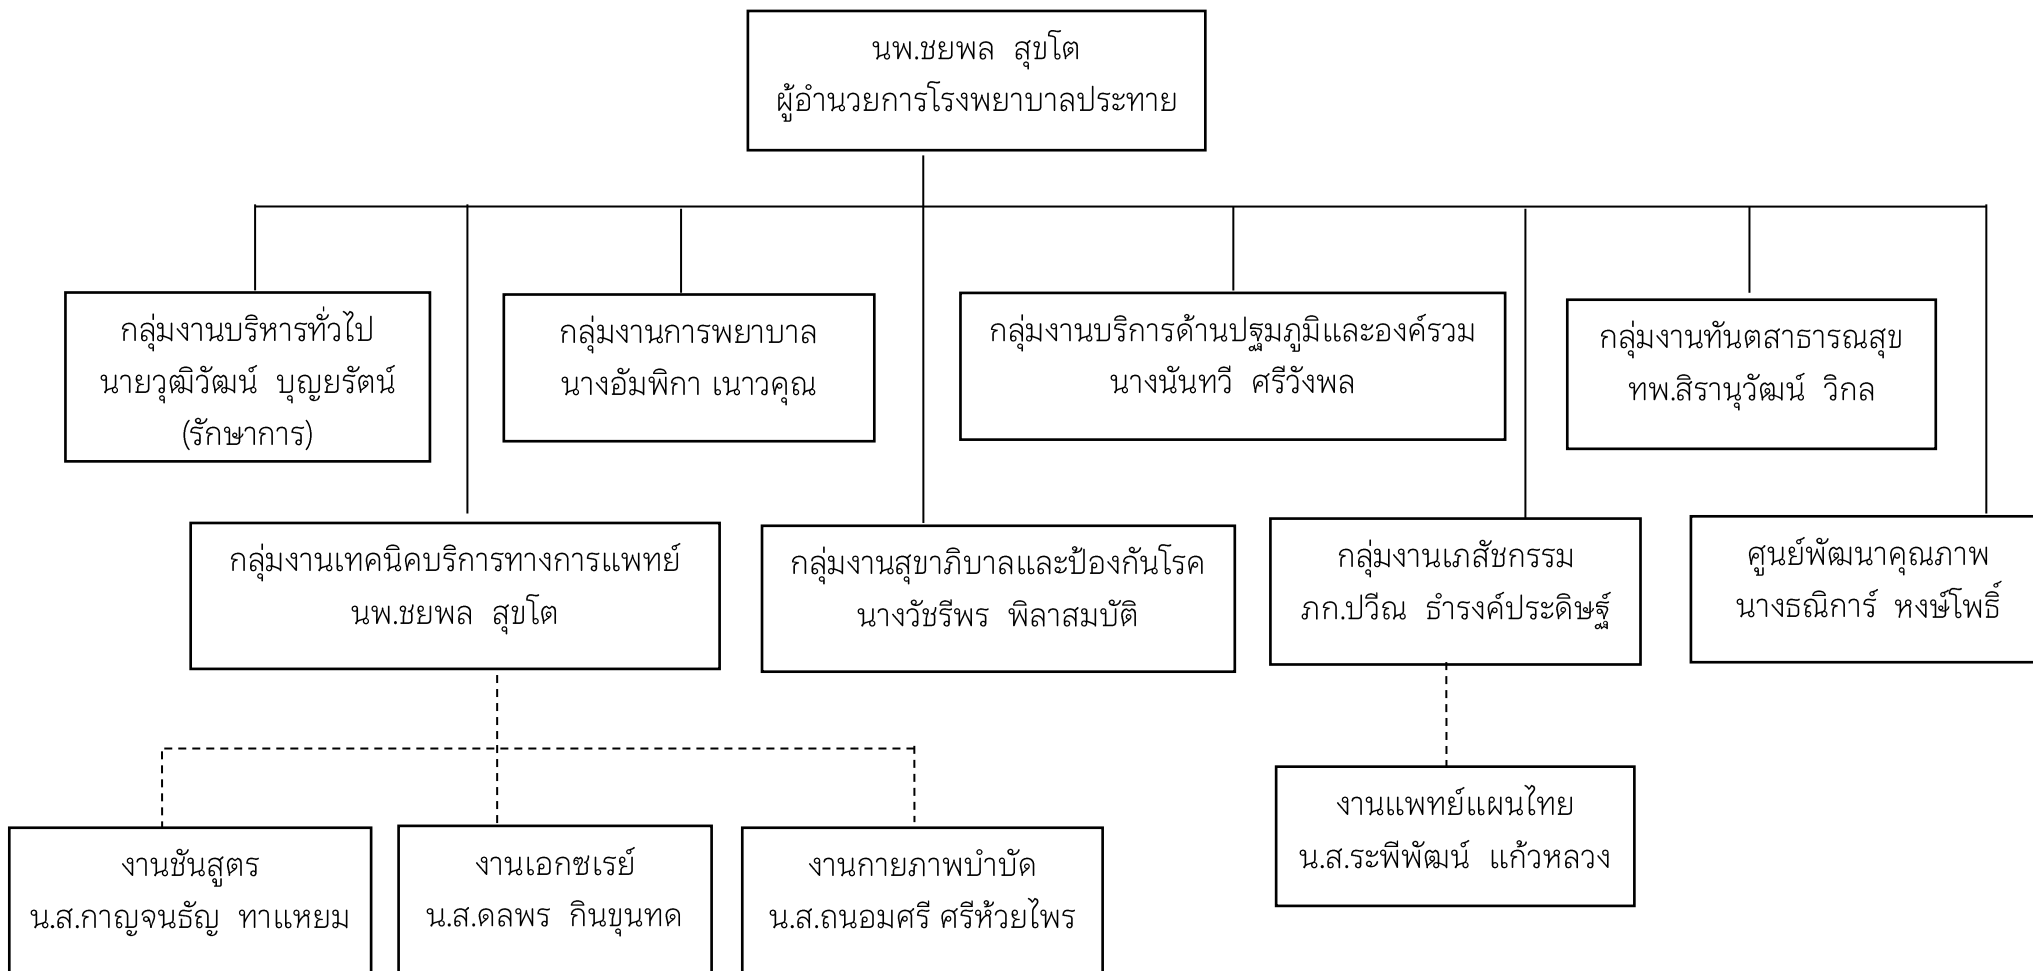 นพ.ชยพล สุขโต
ผู้อำนวยการโรงพยาบาลประทาย
กลุ่มงานบริหารทั่วไป
นายวุฒิวัฒน์ บุญยรัตน์
(รักษาการ)
กลุ่มงานการพยาบาล
นางอัมพิกา เนาวคุณ
กลุ่มงานบริการด้านปฐมภูมิและองค์รวม
นางนันทวี ศรีวังพล
กลุ่มงานทันตสาธารณสุข
ทพ.สิรานุวัฒน์ วิกล
กลุ่มงานเทคนิคบริการทางการแพทย์
นพ.ชยพล สุขโต
กลุ่มงานสุขาภิบาลและป้องกันโรค
นางวัชรีพร พิลาสมบัติ
กลุ่มงานเภสัชกรรม
ภก.ปวีณ ธำรงค์ประดิษฐ์
ศูนย์พัฒนาคุณภาพ
นางธณิการ์ หงษ์โพธิ์
งานชันสูตร
น.ส.กาญจนธัญ ทาแหยม
งานเอกซเรย์
น.ส.ดลพร กินขุนทด
งานกายภาพบำบัด
น.ส.ถนอมศรี ศรีห้วยไพร
งานแพทย์แผนไทย
น.ส.ระพีพัฒน์ แก้วหลวง